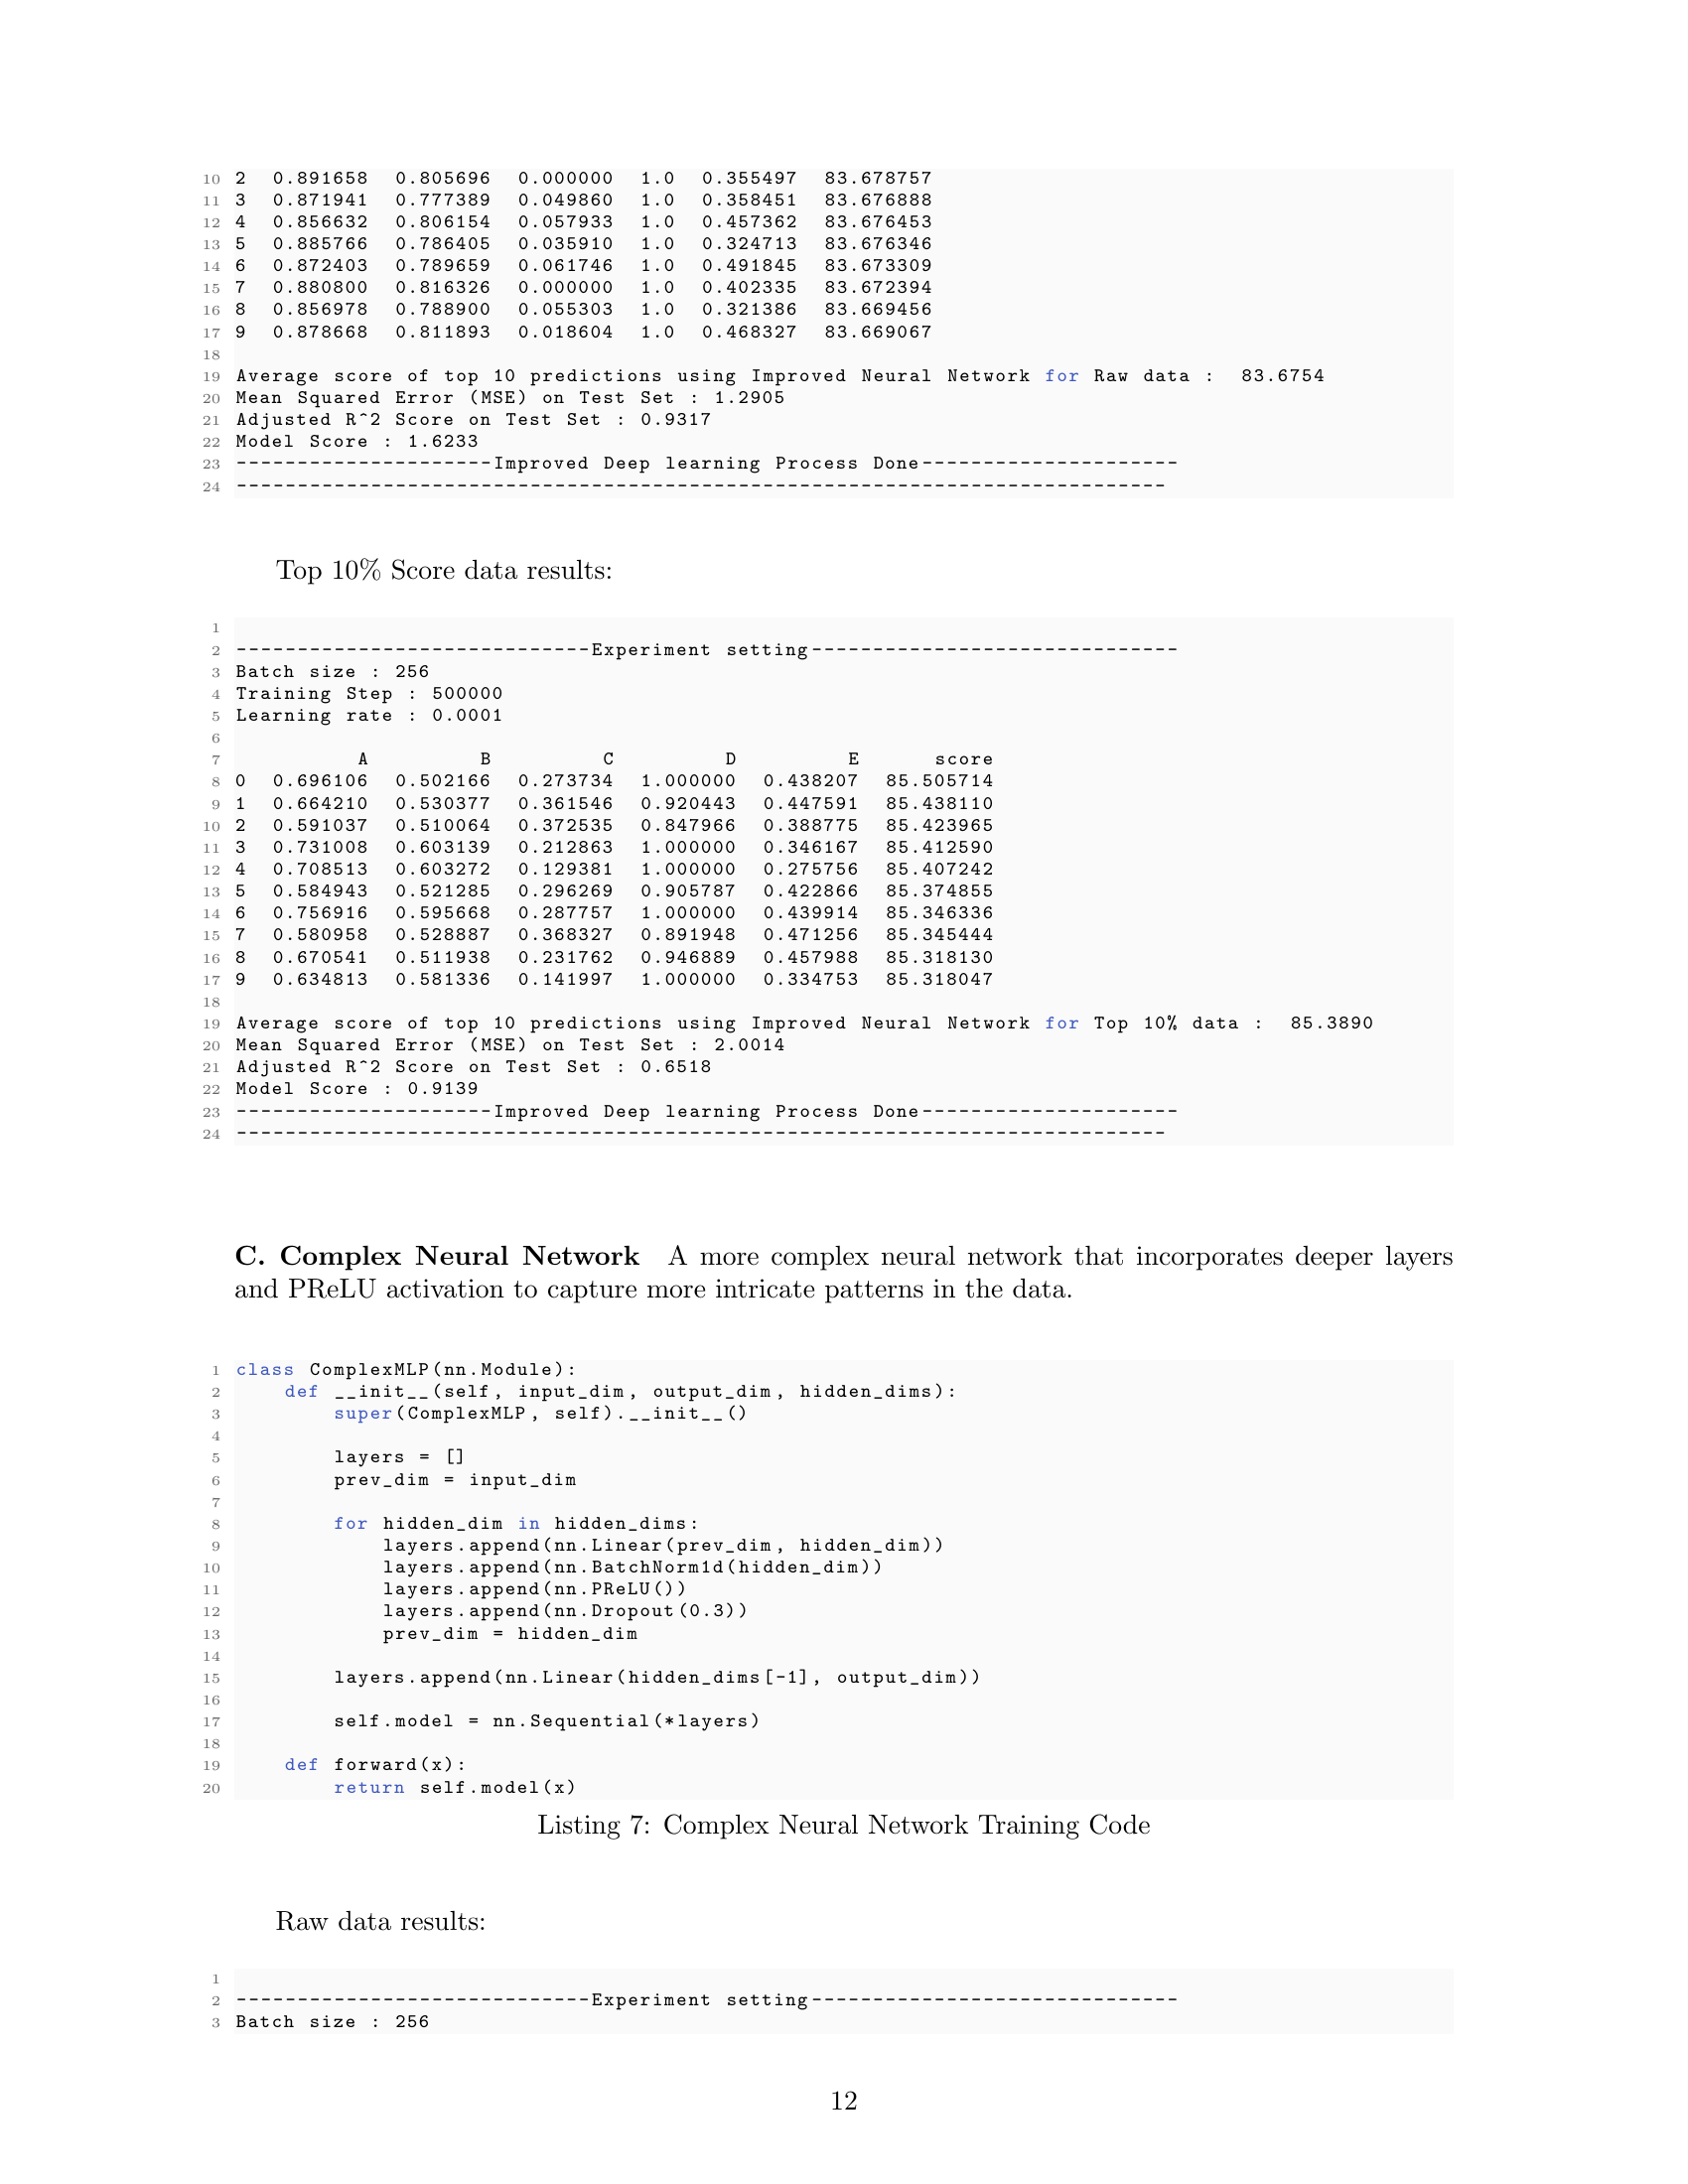 10 2  0.891658  0.805696  0.000000  1.0  0.355497  83.678757
11 3  0.871941  0.777389  0.049860  1.0  0.358451  83.676888
12 4  0.856632  0.806154  0.057933  1.0  0.457362  83.676453
13 5  0.885766  0.786405  0.035910  1.0  0.324713  83.676346
14 6  0.872403  0.789659  0.061746  1.0  0.491845  83.673309
15 7  0.880800  0.816326  0.000000  1.0  0.402335  83.672394
16 8  0.856978  0.788900  0.055303  1.0  0.321386  83.669456
17 9  0.878668  0.811893  0.018604  1.0  0.468327  83.669067
18
19 Average score of top 10 predictions using Improved Neural Network for Raw data :  83.6754
20 Mean Squared Error (MSE) on Test Set : 1.2905
21 Adjusted R^2 Score on Test Set : 0.9317
22 Model Score : 1.6233
23 ---------------------Improved Deep learning Process Done---------------------
24 ----------------------------------------------------------------------------
Top 10% Score data results:
1
2 -----------------------------Experiment setting------------------------------
3 Batch size : 256
4 Training Step : 500000
5 Learning rate : 0.0001
6
7           A         B         C         D         E      score
8 0  0.696106  0.502166  0.273734  1.000000  0.438207  85.505714
9 1  0.664210  0.530377  0.361546  0.920443  0.447591  85.438110
10 2  0.591037  0.510064  0.372535  0.847966  0.388775  85.423965
11 3  0.731008  0.603139  0.212863  1.000000  0.346167  85.412590
12 4  0.708513  0.603272  0.129381  1.000000  0.275756  85.407242
13 5  0.584943  0.521285  0.296269  0.905787  0.422866  85.374855
14 6  0.756916  0.595668  0.287757  1.000000  0.439914  85.346336
15 7  0.580958  0.528887  0.368327  0.891948  0.471256  85.345444
16 8  0.670541  0.511938  0.231762  0.946889  0.457988  85.318130
17 9  0.634813  0.581336  0.141997  1.000000  0.334753  85.318047
18
19 Average score of top 10 predictions using Improved Neural Network for Top 10% data :  85.3890
20 Mean Squared Error (MSE) on Test Set : 2.0014
21 Adjusted R^2 Score on Test Set : 0.6518
22 Model Score : 0.9139
23 ---------------------Improved Deep learning Process Done---------------------
24 ----------------------------------------------------------------------------
C. Complex Neural Network  A more complex neural network that incorporates deeper layers
and PReLU activation to capture more intricate patterns in the data.
1 class ComplexMLP(nn.Module):
2     def __init__(self, input_dim, output_dim, hidden_dims):
3         super(ComplexMLP, self).__init__()
4
5         layers = []
6         prev_dim = input_dim
7
8         for hidden_dim in hidden_dims:
9             layers.append(nn.Linear(prev_dim, hidden_dim))
10             layers.append(nn.BatchNorm1d(hidden_dim))
11             layers.append(nn.PReLU())
12             layers.append(nn.Dropout(0.3))
13             prev_dim = hidden_dim
14
15         layers.append(nn.Linear(hidden_dims[-1], output_dim))
16
17         self.model = nn.Sequential(*layers)
18
19     def forward(x):
20         return self.model(x)
Listing 7: Complex Neural Network Training Code
Raw data results:
1
2 -----------------------------Experiment setting------------------------------
3 Batch size : 256
12